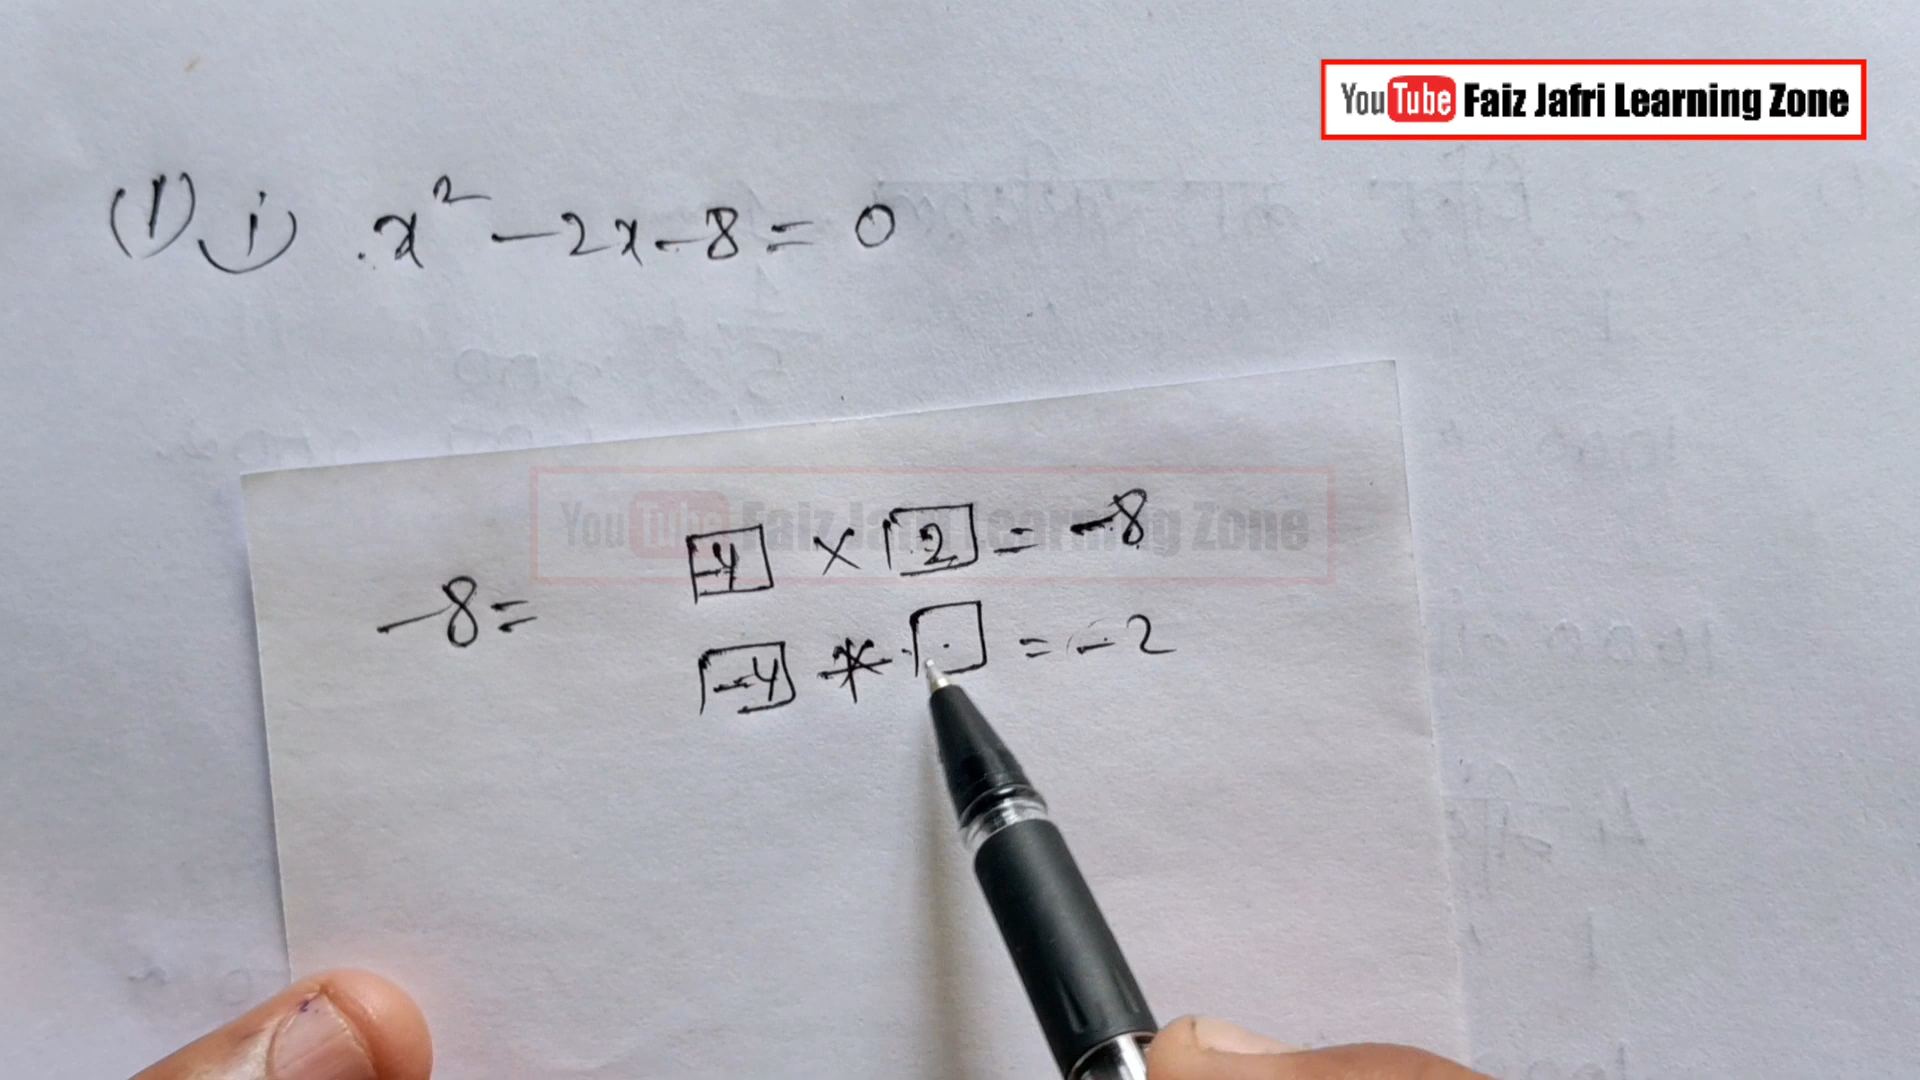 YouTube Faiz Jafri Learning Zone
(1) i) x² - 2x - 8 = 0
YouTube Faiz Jafri Learning Zone
-4 × 2 = -8
-8 =
-4 + = -2